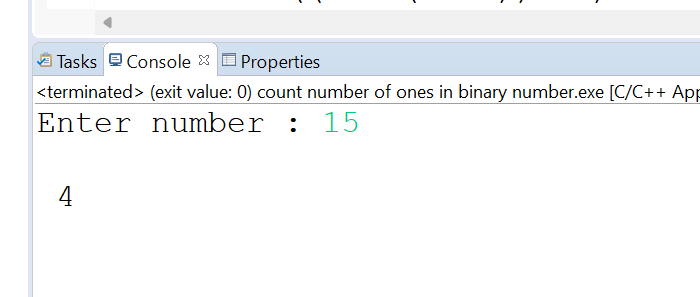 Tasks Console Properties
<terminated> (exit value: 0) count number of ones in binary number.exe [C/C++ App
Enter number : 15
4